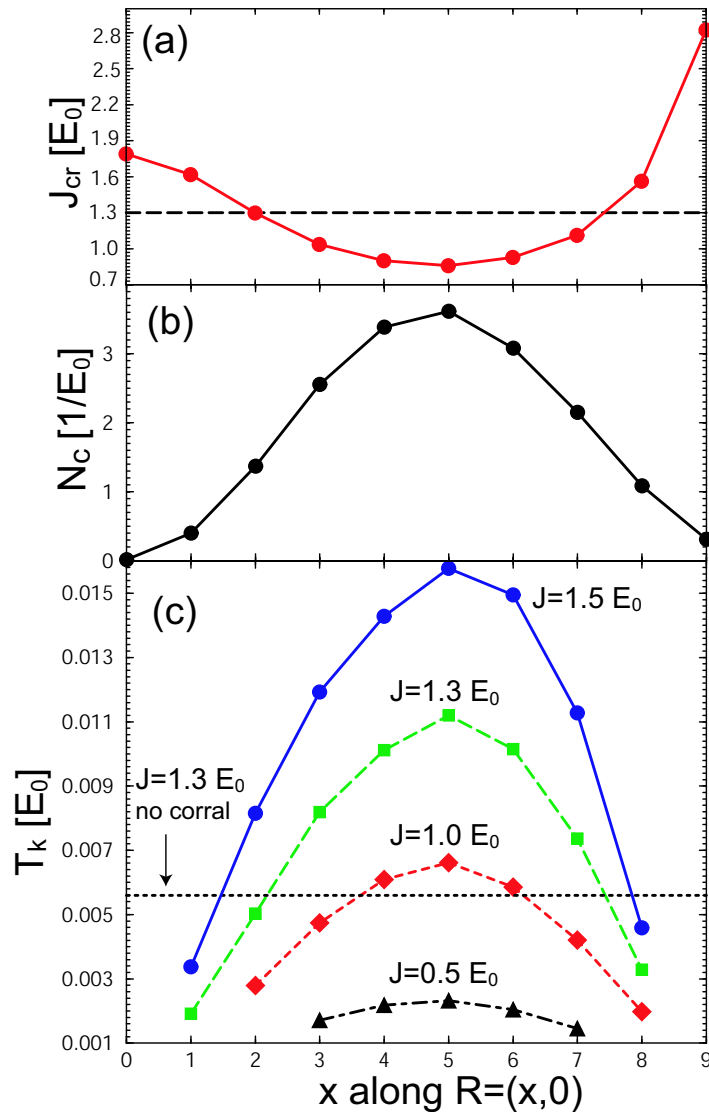 (a)
J_cr [E_0]
2.8
2.5
2.2
1.9
1.6
1.3
1.0
0.7
(b)
N_c [1/E_0]
3
2
1
0
(c)
T_k [E_0]
0.015
0.013
0.011
0.009
0.007
0.005
0.003
0.001
J=1.5 E_0
J=1.3 E_0
J=1.3 E_0
no corral
J=1.0 E_0
J=0.5 E_0
0 1 2 3 4 5 6 7 8 9
x along R=(x,0)